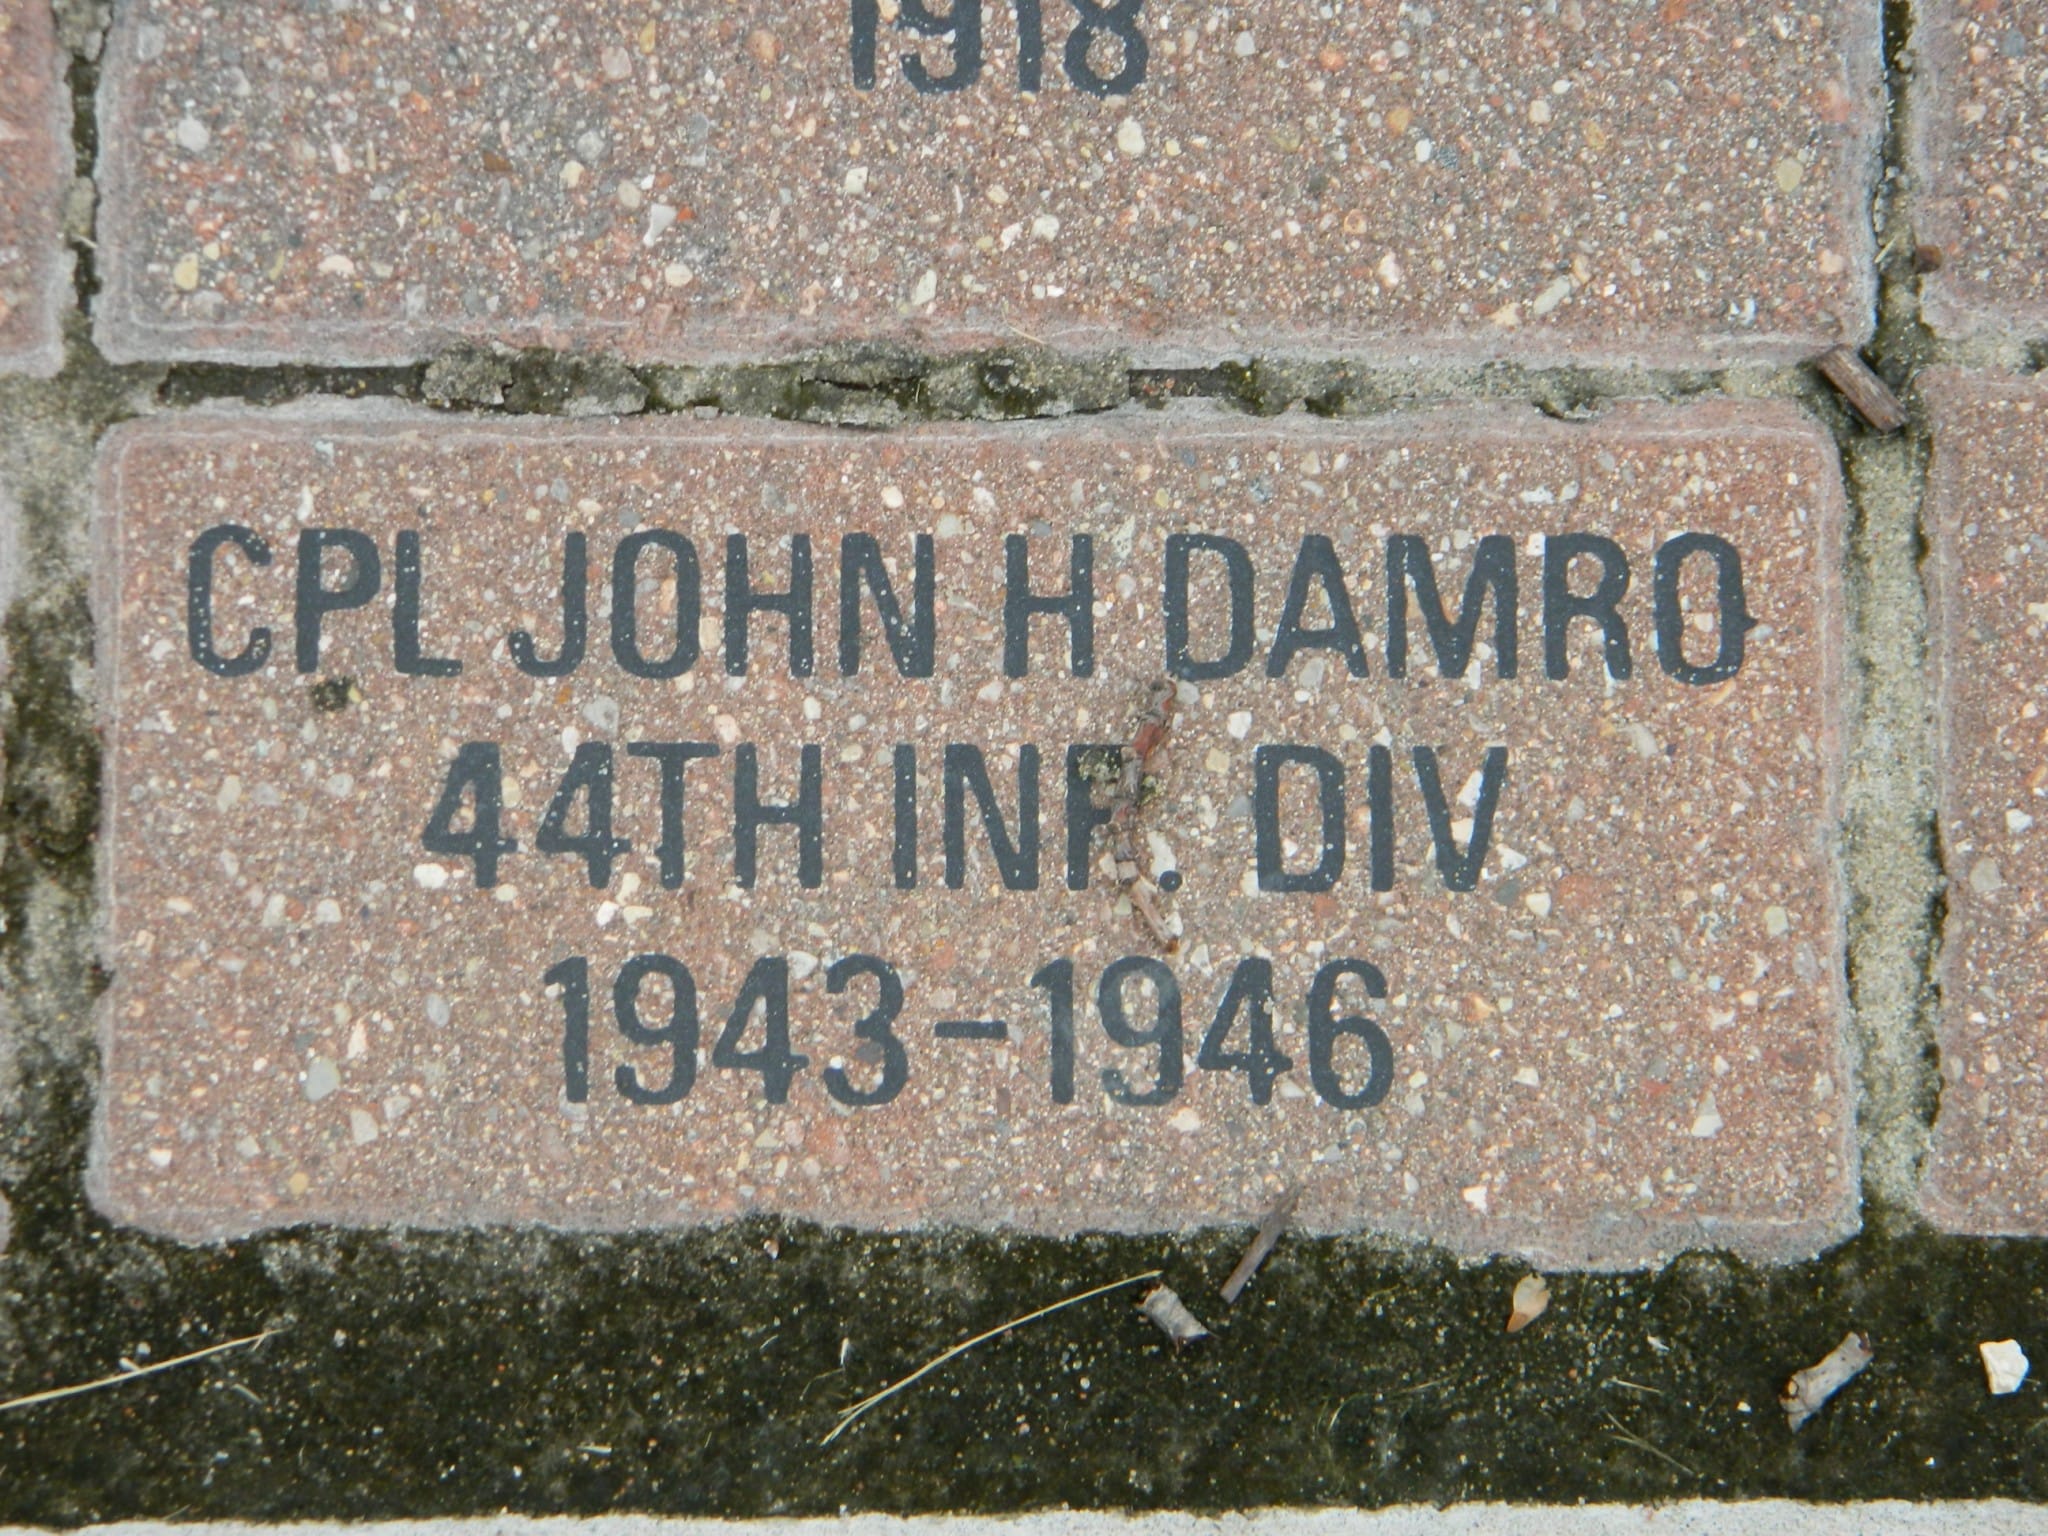 1918
CPL JOHN H DAMRO
44TH INF. DIV
1943-1946